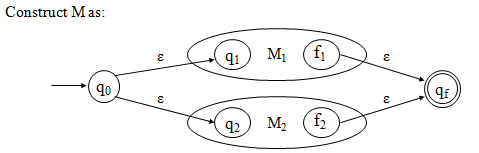 Construct M as:
ε q₁ M₁ f₁ ε
q₀ qf
ε q₂ M₂ f₂ ε